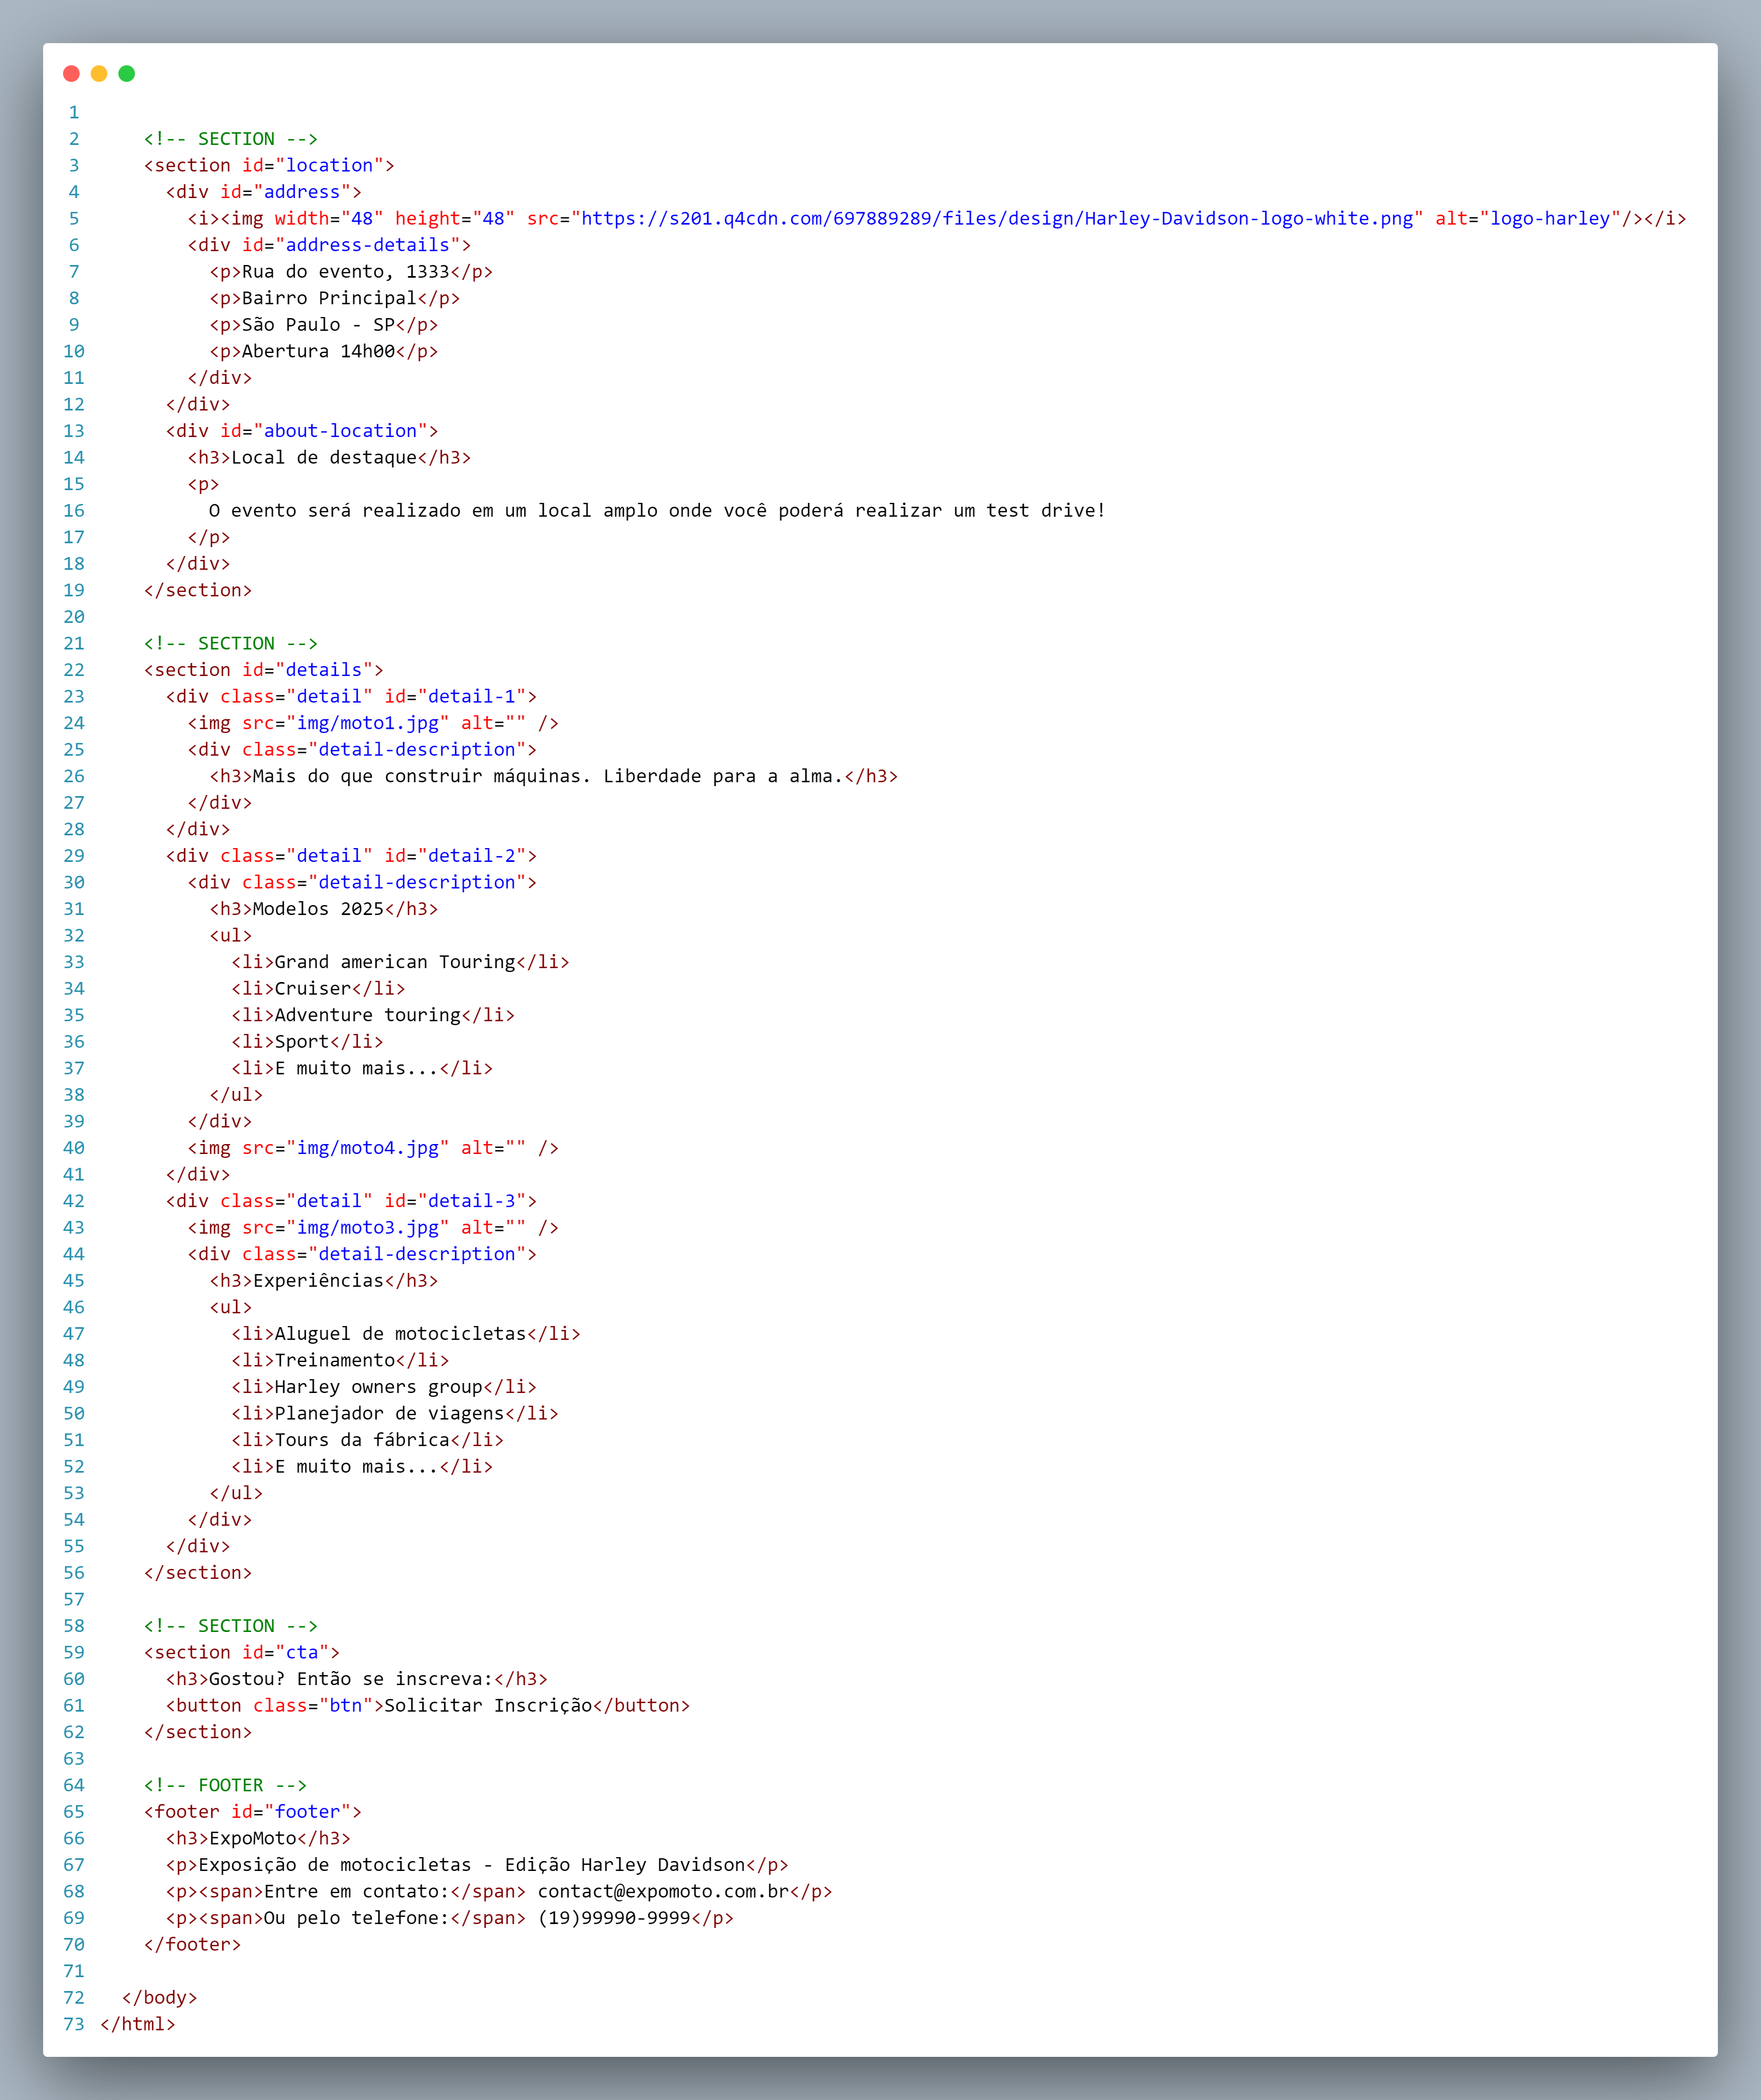 1
2     <!-- SECTION -->
3     <section id="location">
4       <div id="address">
5         <i><img width="48" height="48" src="https://s201.q4cdn.com/697889289/files/design/Harley-Davidson-logo-white.png" alt="logo-harley"/></i>
6         <div id="address-details">
7           <p>Rua do evento, 1333</p>
8           <p>Bairro Principal</p>
9           <p>São Paulo - SP</p>
10           <p>Abertura 14h00</p>
11         </div>
12       </div>
13       <div id="about-location">
14         <h3>Local de destaque</h3>
15         <p>
16           O evento será realizado em um local amplo onde você poderá realizar um test drive!
17         </p>
18       </div>
19     </section>
20
21     <!-- SECTION -->
22     <section id="details">
23       <div class="detail" id="detail-1">
24         <img src="img/moto1.jpg" alt="" />
25         <div class="detail-description">
26           <h3>Mais do que construir máquinas. Liberdade para a alma.</h3>
27         </div>
28       </div>
29       <div class="detail" id="detail-2">
30         <div class="detail-description">
31           <h3>Modelos 2025</h3>
32           <ul>
33             <li>Grand american Touring</li>
34             <li>Cruiser</li>
35             <li>Adventure touring</li>
36             <li>Sport</li>
37             <li>E muito mais...</li>
38           </ul>
39         </div>
40         <img src="img/moto4.jpg" alt="" />
41       </div>
42       <div class="detail" id="detail-3">
43         <img src="img/moto3.jpg" alt="" />
44         <div class="detail-description">
45           <h3>Experiências</h3>
46           <ul>
47             <li>Aluguel de motocicletas</li>
48             <li>Treinamento</li>
49             <li>Harley owners group</li>
50             <li>Planejador de viagens</li>
51             <li>Tours da fábrica</li>
52             <li>E muito mais...</li>
53           </ul>
54         </div>
55       </div>
56     </section>
57
58     <!-- SECTION -->
59     <section id="cta">
60       <h3>Gostou? Então se inscreva:</h3>
61       <button class="btn">Solicitar Inscrição</button>
62     </section>
63
64     <!-- FOOTER -->
65     <footer id="footer">
66       <h3>ExpoMoto</h3>
67       <p>Exposição de motocicletas - Edição Harley Davidson</p>
68       <p><span>Entre em contato:</span> contact@expomoto.com.br</p>
69       <p><span>Ou pelo telefone:</span> (19)99990-9999</p>
70     </footer>
71
72   </body>
73 </html>